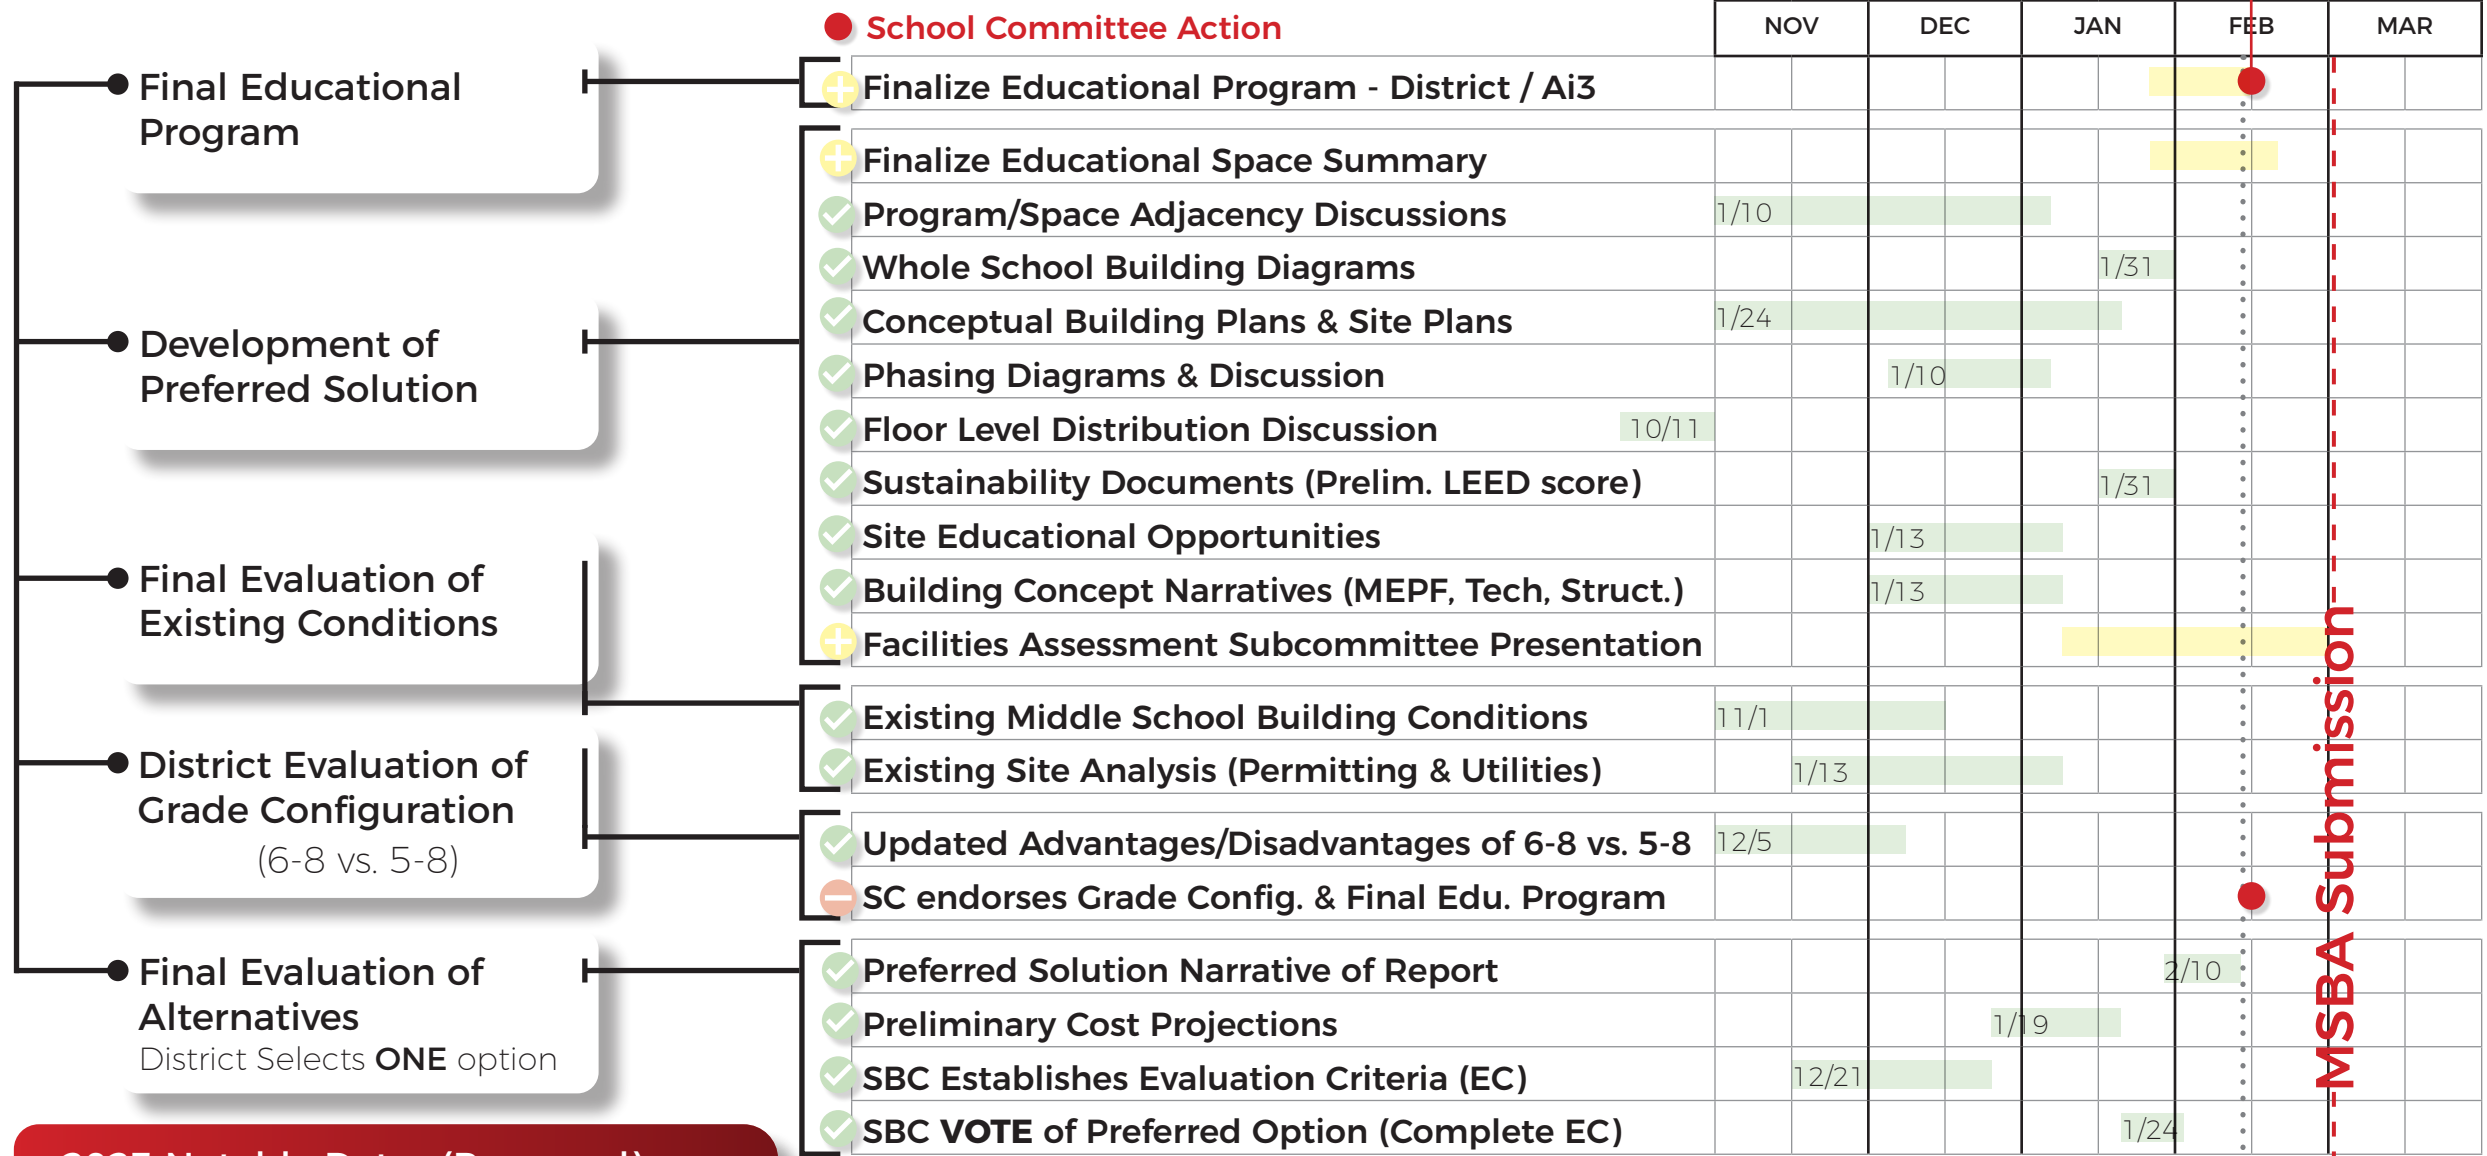 School Committee Action
NOV DEC JAN FEB MAR
Final Educational
Program
Finalize Educational Program - District / Ai3
Development of
Preferred Solution
Finalize Educational Space Summary
Program/Space Adjacency Discussions 1/10
Whole School Building Diagrams 1/31
Conceptual Building Plans & Site Plans 1/24
Phasing Diagrams & Discussion 1/10
Floor Level Distribution Discussion 10/11
Sustainability Documents (Prelim. LEED score) 1/31
Site Educational Opportunities 1/13
Building Concept Narratives (MEPF, Tech, Struct.) 1/13
Facilities Assessment Subcommittee Presentation
Final Evaluation of
Existing Conditions
Existing Middle School Building Conditions 11/1
Existing Site Analysis (Permitting & Utilities) 1/13
District Evaluation of
Grade Configuration
(6-8 vs. 5-8)
Updated Advantages/Disadvantages of 6-8 vs. 5-8 12/5
SC endorses Grade Config. & Final Edu. Program
Final Evaluation of
Alternatives
District Selects ONE option
Preferred Solution Narrative of Report 2/10
Preliminary Cost Projections 1/19
SBC Establishes Evaluation Criteria (EC) 12/21
SBC VOTE of Preferred Option (Complete EC) 1/24
MSBA Submission